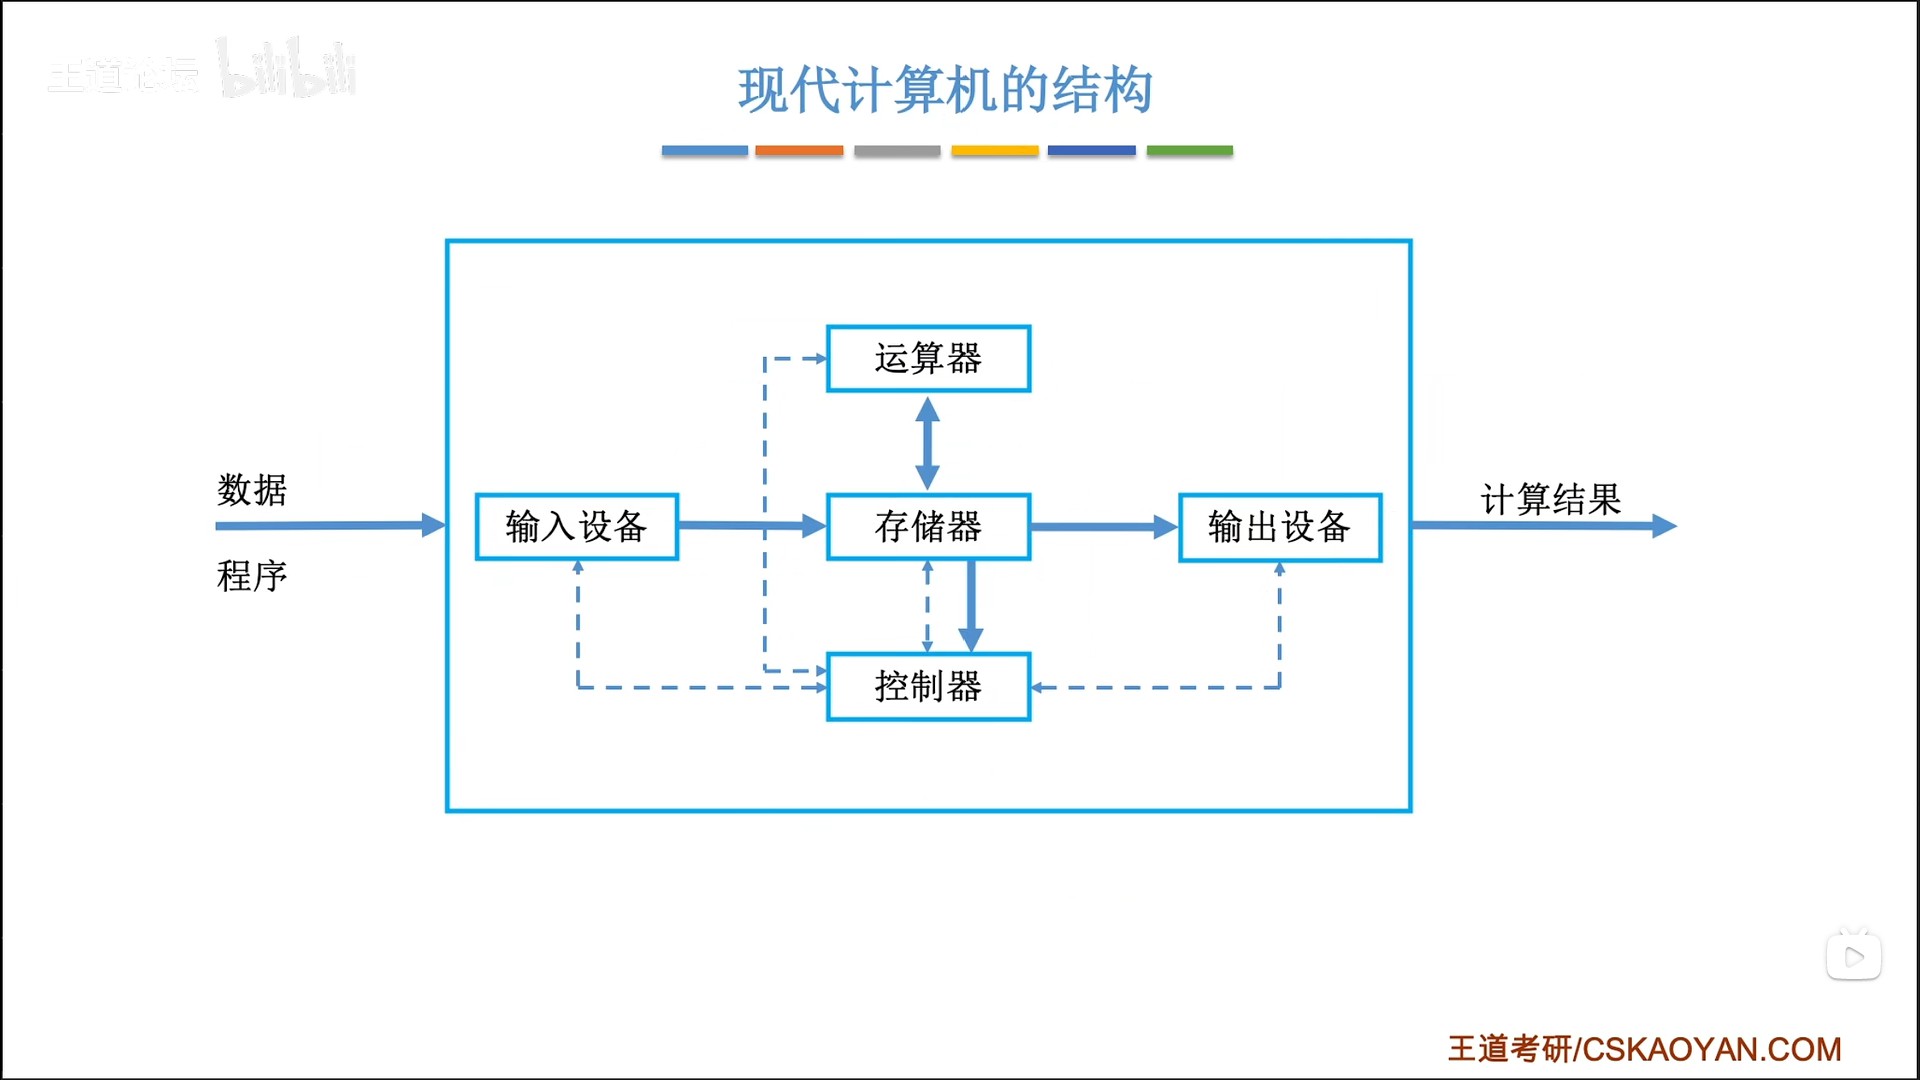 王道论坛 bilibili
现代计算机的结构
运算器
数据
程序
输入设备
存储器
输出设备
计算结果
控制器
王道考研/CSKAOYAN.COM